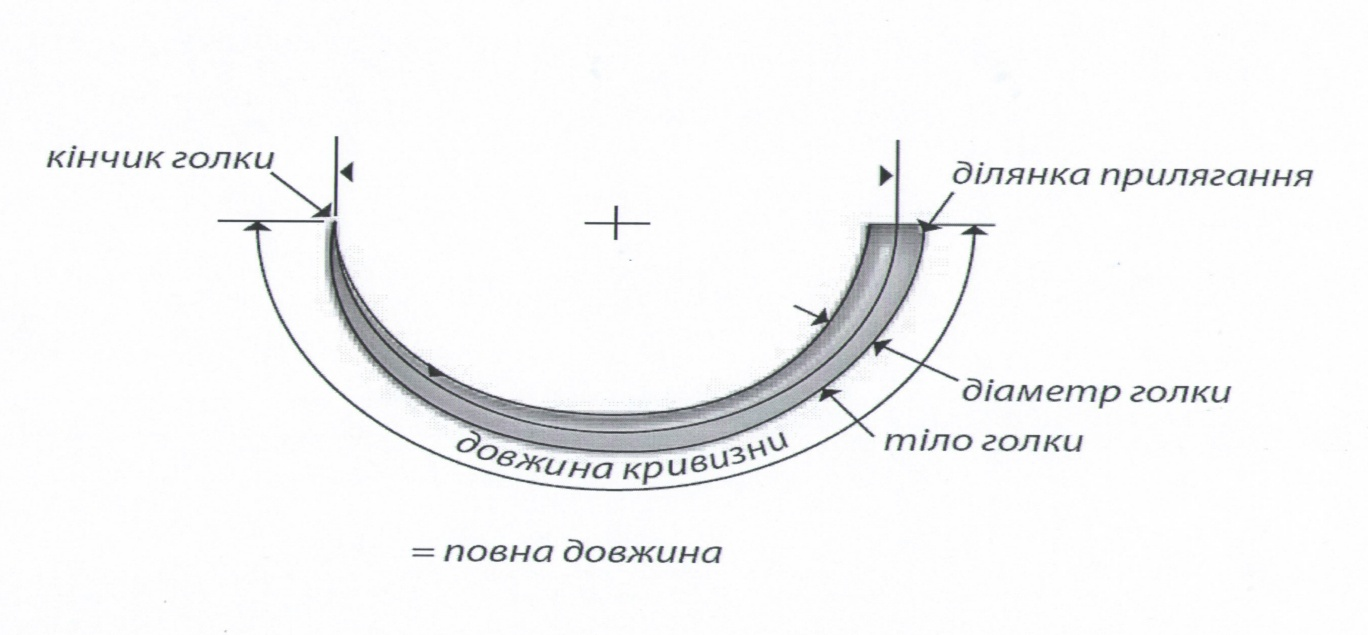 кінчик голки
ділянка прилягання
діаметр голки
тіло голки
довжина кривизни
= повна довжина